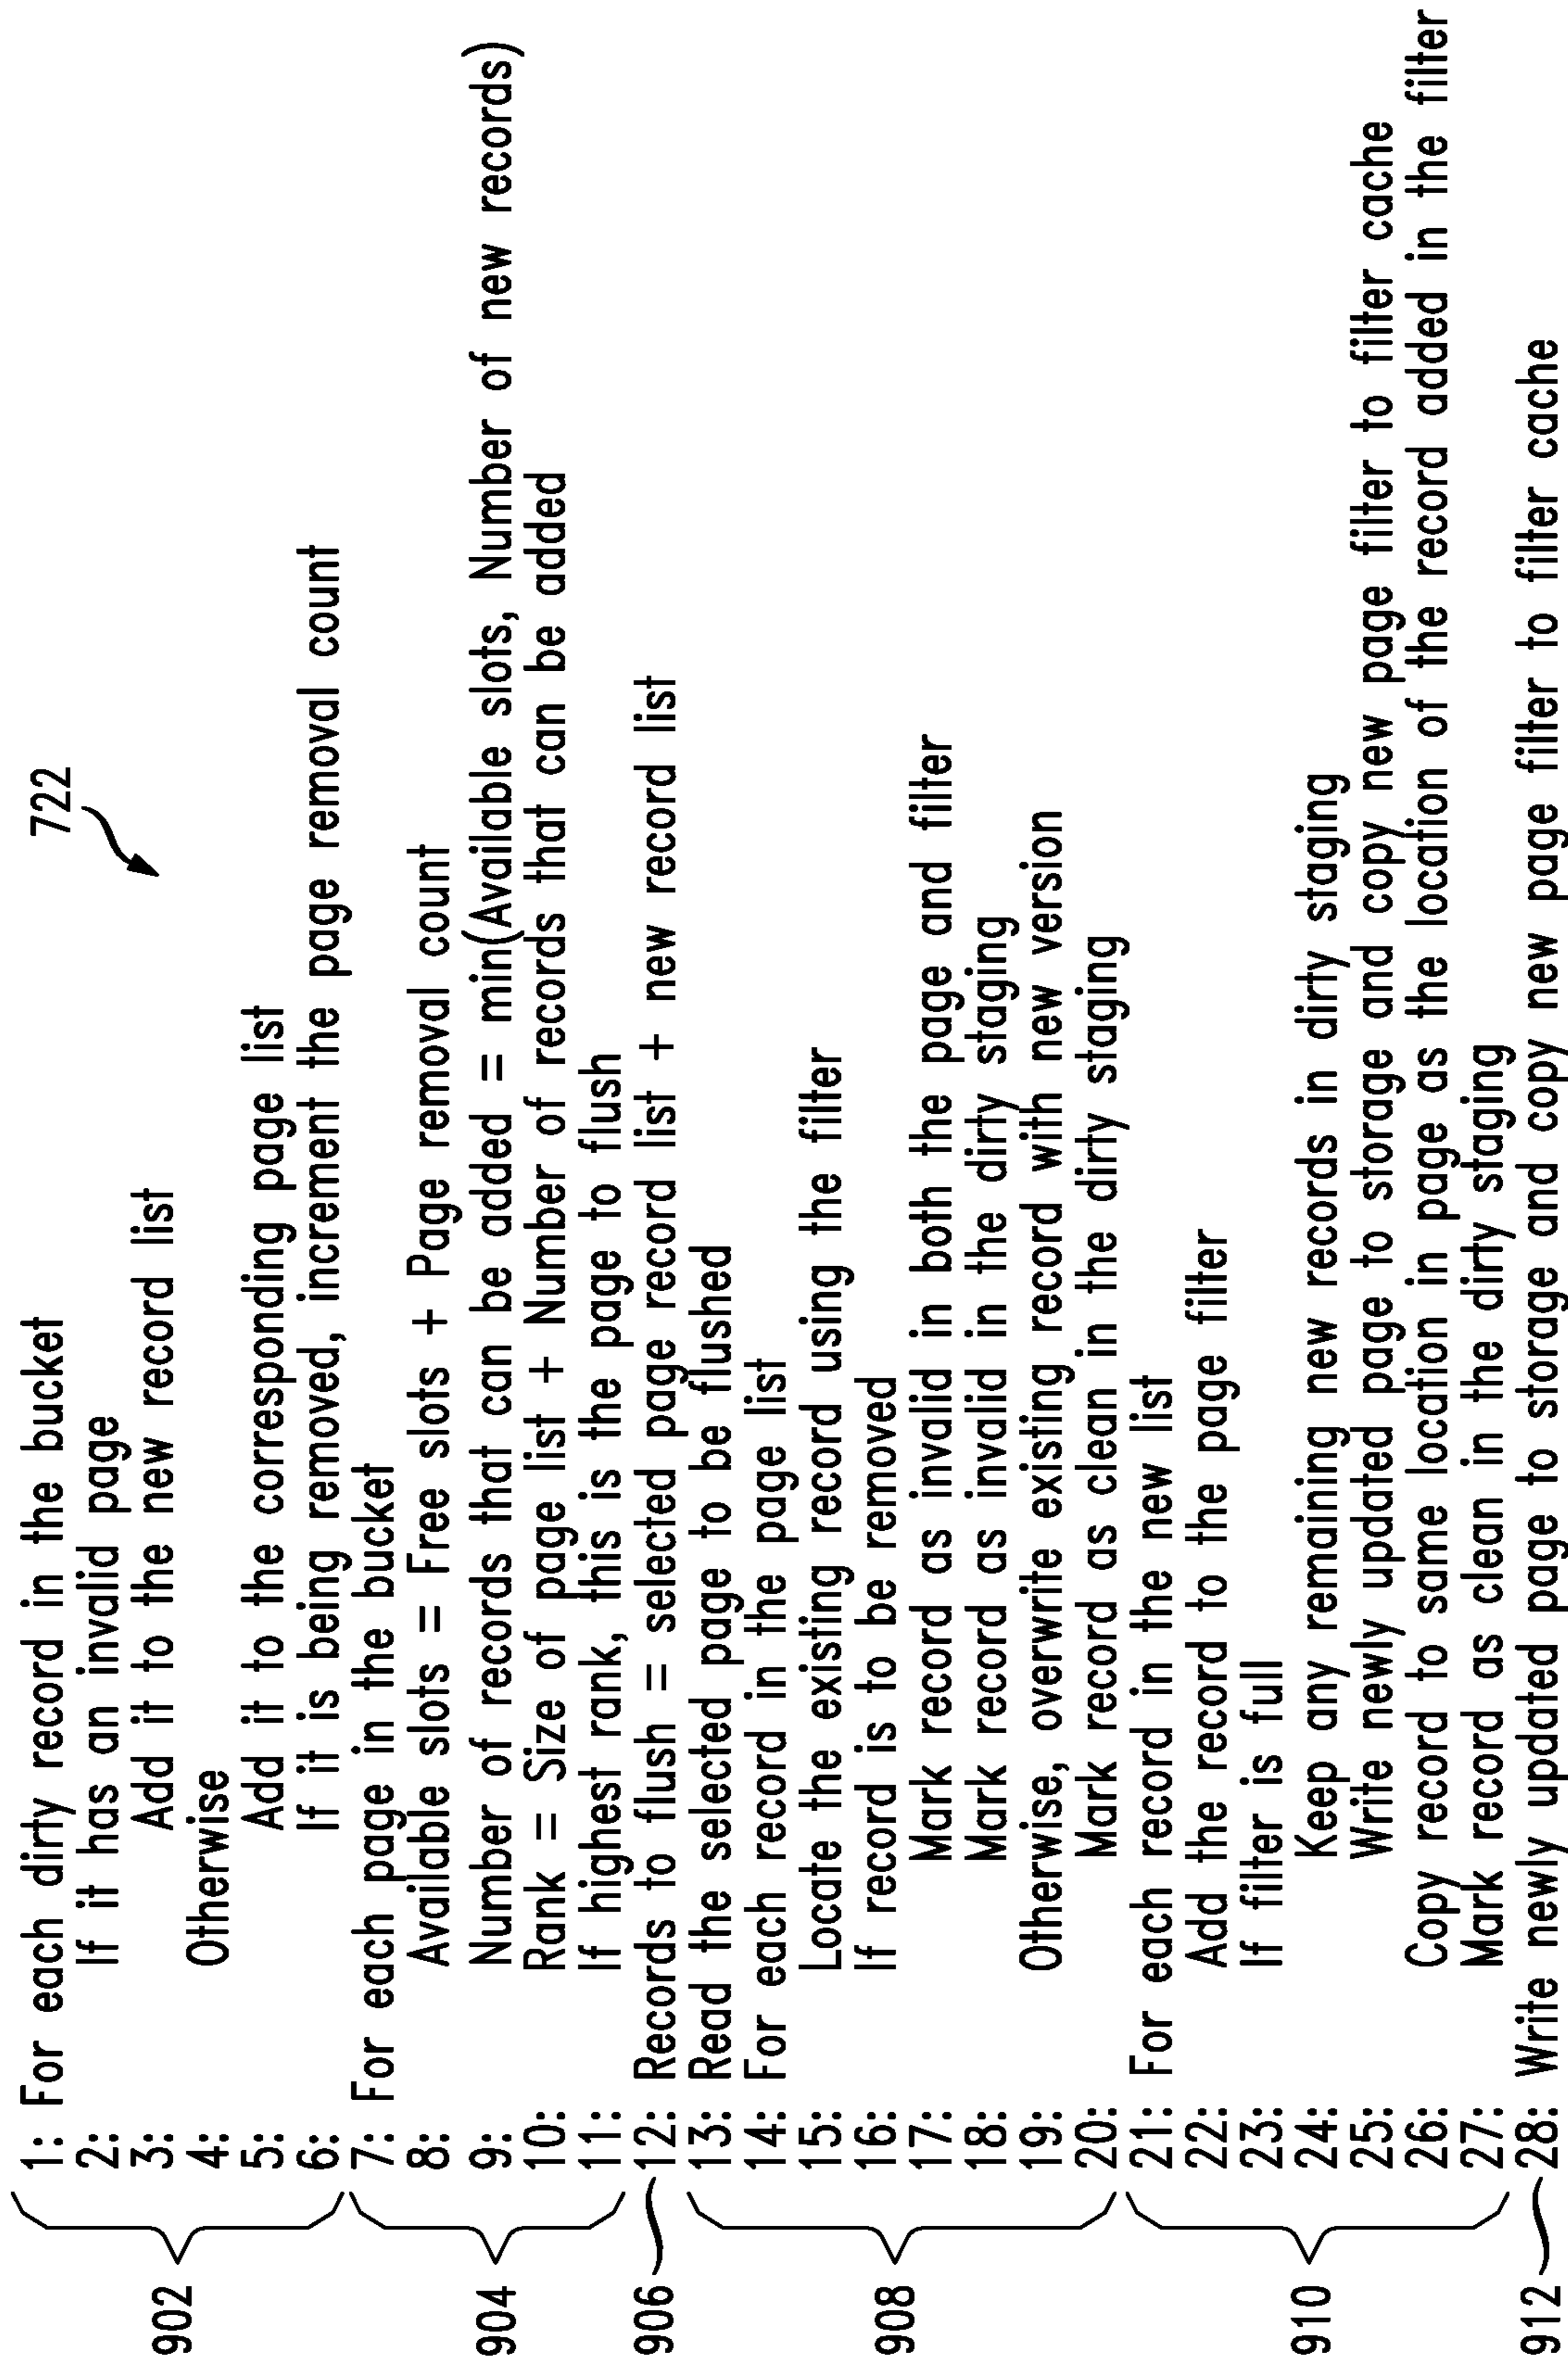 722
902
1: For each dirty record in the bucket
2: If it has an invalid page
3: Add it to the new record list
4: Otherwise
5: Add it to the corresponding page list
6: If it is being removed, increment the page removal count
904
7: For each page in the bucket
8: Available slots = Free slots + Page removal count
9: Number of records that can be added = min(Available slots, Number of new records)
10: Rank = Size of page list + Number of records that can be added
11: If highest rank, this is the page to flush
906
12: Records to flush = selected page record list + new record list
908
13: Read the selected page to be flushed
14: For each record in the page list
15: Locate the existing record using the filter
16: If record is to be removed
17: Mark record as invalid in both the page and filter
18: Mark record as invalid in the dirty staging
19: Otherwise, overwrite existing record with new version
20: Mark record as clean in the dirty staging
910
21: For each record in the new list
22: Add the record to the page filter
23: If filter is full
24: Keep any remaining new records in dirty staging
25: Write newly updated page to storage and copy new page filter to filter cache
26: Copy record to same location in page as the location of the record added in the filter
27: Mark record as clean in the dirty staging
912
28: Write newly updated page to storage and copy new page filter to filter cache